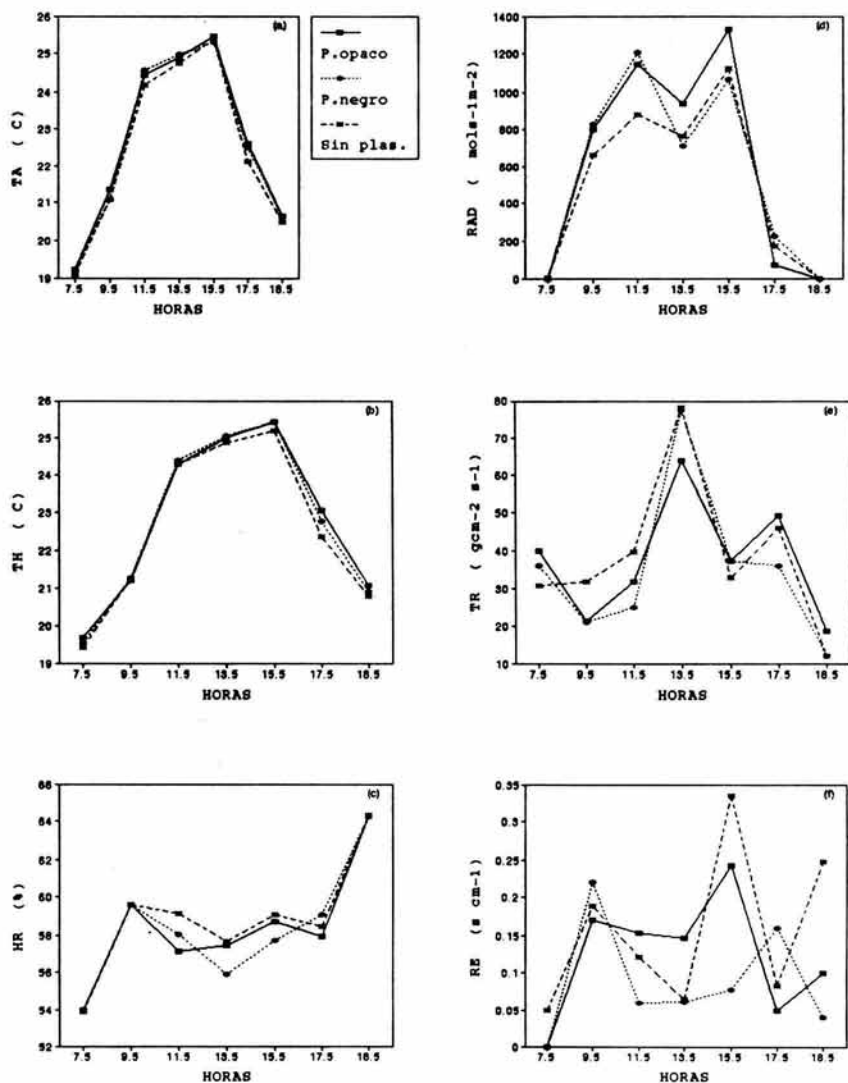 (a)
26
25
24
23
22
21
20
19
TA ( C)
7.5 9.5 11.5 13.5 15.5 17.5 18.5
HORAS
P.opaco
P.negro
Sin plas.
(d)
1400
1200
1000
800
600
400
200
0
RAD ( mols-1m-2)
7.5 9.5 11.5 13.5 15.5 17.5 18.5
HORAS
(b)
26
25
24
23
22
21
20
19
TH ( C)
7.5 9.5 11.5 13.5 15.5 17.5 18.5
HORAS
(e)
80
70
60
50
40
30
20
10
TR ( gcm-2 s-1)
7.5 9.5 11.5 13.5 15.5 17.5 18.5
HORAS
(c)
66
64
62
60
58
56
54
52
HR (%)
7.5 9.5 11.5 13.5 15.5 17.5 18.5
HORAS
(f)
0.35
0.3
0.25
0.2
0.15
0.1
0.05
0
RE (s cm-1)
7.5 9.5 11.5 13.5 15.5 17.5 18.5
HORAS